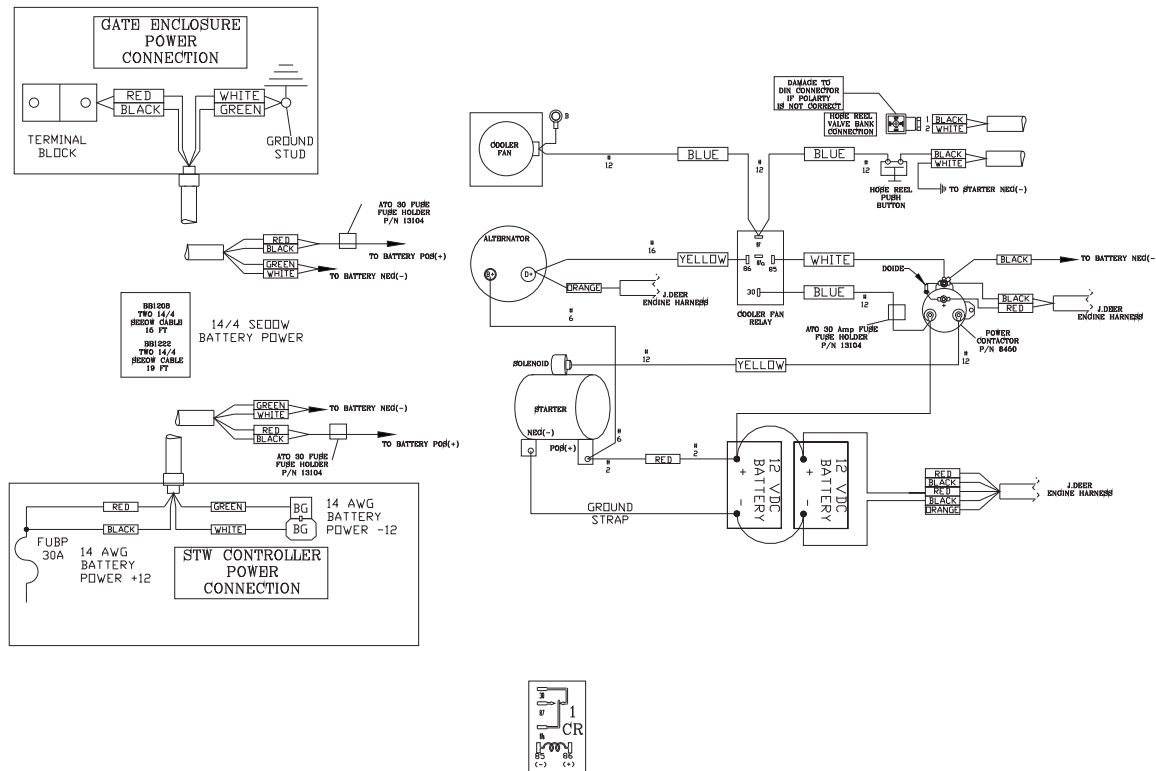 GATE ENCLOSURE
POWER
CONNECTION
RED
BLACK
WHITE
GREEN
TERMINAL
BLOCK
GROUND
STUD
ATO 30 FUSE
FUSE HOLDER
P/N 13104
RED
BLACK
TO BATTERY POS(+)
GREEN
WHITE
TO BATTERY NEG(-)
BB1208
TWO 14/4
SEEOW CABLE
16 FT
BB1222
TWO 14/4
SEEOW CABLE
19 FT
14/4 SEOOW
BATTERY POWER
GREEN
WHITE
TO BATTERY NEG(-)
RED
BLACK
TO BATTERY POS(+)
ATO 30 FUSE
FUSE HOLDER
P/N 13104
RED
GREEN
BG
BLACK
WHITE
BG
14 AWG
BATTERY
POWER -12
FUBP
30A
14 AWG
BATTERY
POWER +12
STW CONTROLLER
POWER
CONNECTION
DAMAGE TO
DIN CONNECTOR
IF POLARTY
IS NOT CORRECT
HOSE REEL
VALVE BANK
CONNECTION
1
2
BLACK
WHITE
COOLER
FAN
B
#
12
BLUE
#
12
BLUE
#
12
BLACK
WHITE
HOSE REEL
PUSH
BUTTON
TO STARTER NEG(-)
ALTERNATOR
B+
D+
#
16
YELLOW
ORANGE
J.DEER
ENGINE HARNESS
87
86
85
30
COOLER FAN
RELAY
WHITE
BLUE
#
12
DOIDE
ATO 30 Amp FUSE
FUSE HOLDER
P/N 13104
BLACK
TO BATTERY NEG(-
BLACK
RED
J.DEER
ENGINE HARNESS
+
POWER
CONTACTOR
P/N 8460
#
6
#
12
YELLOW
#
12
SOLENOID
STARTER
NEG(-)
POS(+)
#
6
#
2
RED
#
2
GROUND
STRAP
12 VDC
BATTERY
+
-
12 VDC
BATTERY
+
-
RED
BLACK
RED
BLACK
ORANGE
J.DEER
ENGINE HARNESS
30
87
1
CR
85
86
(-)
(+)